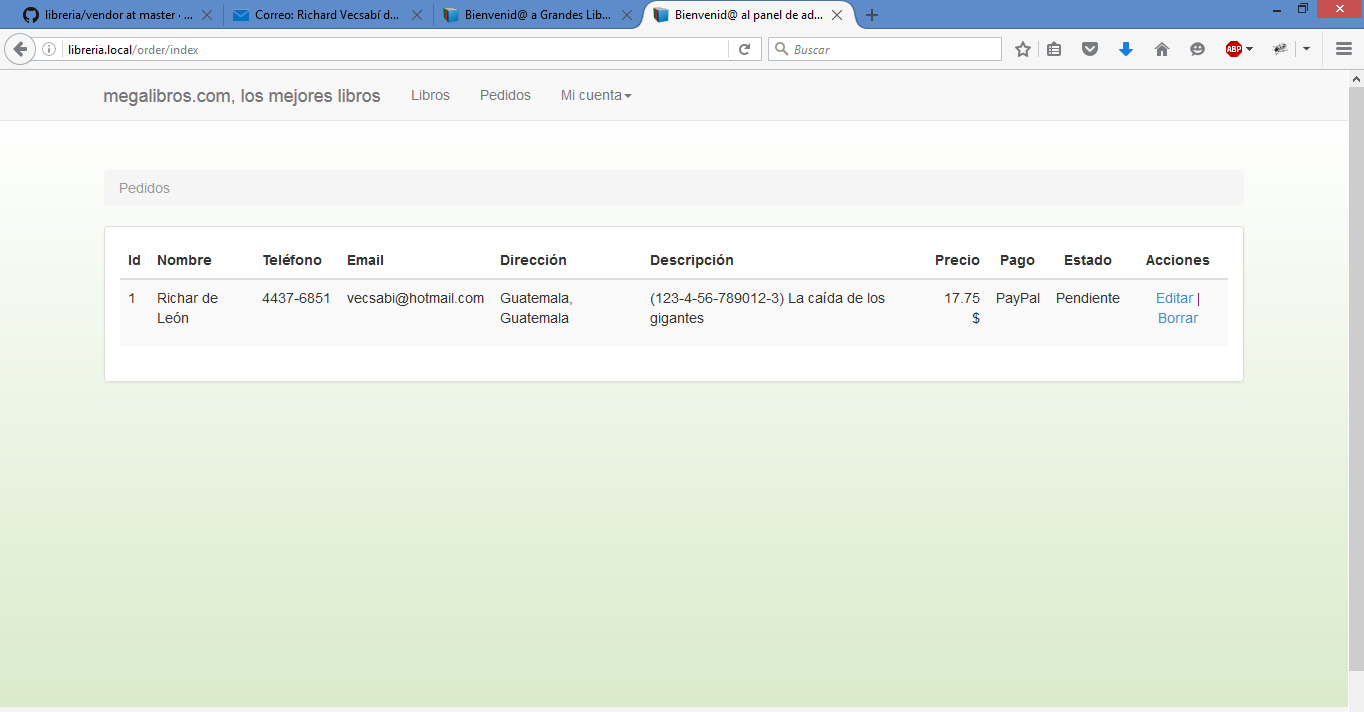 libreria/vendor at master · ...
Correo: Richard Vecsabí d...
Bienvenid@ a Grandes Lib...
Bienvenid@ al panel de ad...
libreria.local/order/index
Buscar
ABP
megalibros.com, los mejores libros
Libros
Pedidos
Mi cuenta
Pedidos
Id Nombre Teléfono Email Dirección Descripción Precio Pago Estado Acciones
1 Richar de 4437-6851 vecsabi@hotmail.com Guatemala, (123-4-56-789012-3) La caída de los 17.75 PayPal Pendiente Editar |
León Guatemala gigantes $ Borrar